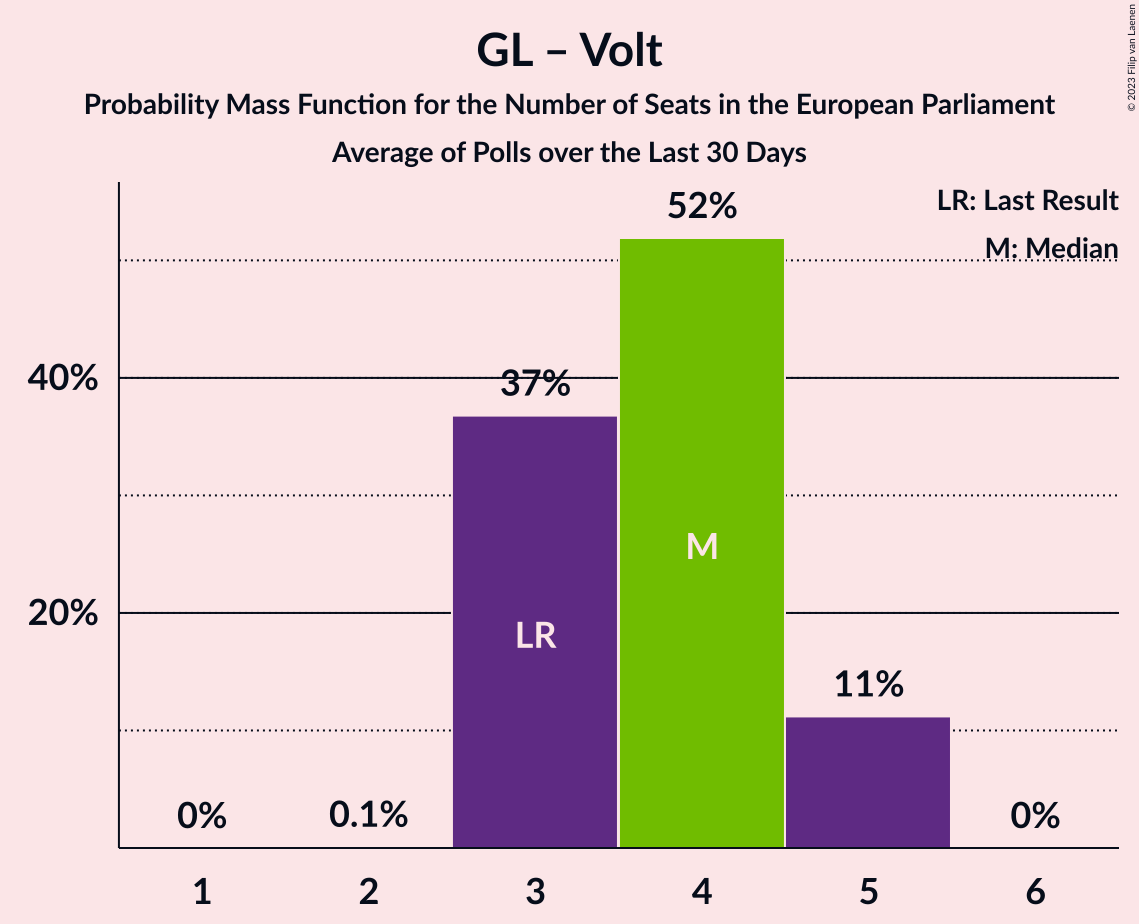 GL – Volt
Probability Mass Function for the Number of Seats in the European Parliament
Average of Polls over the Last 30 Days
© 2023 Filip van Laenen
LR: Last Result
M: Median
52%
40%
37%
M
20%
LR
11%
0%
0.1%
0%
1 2 3 4 5 6